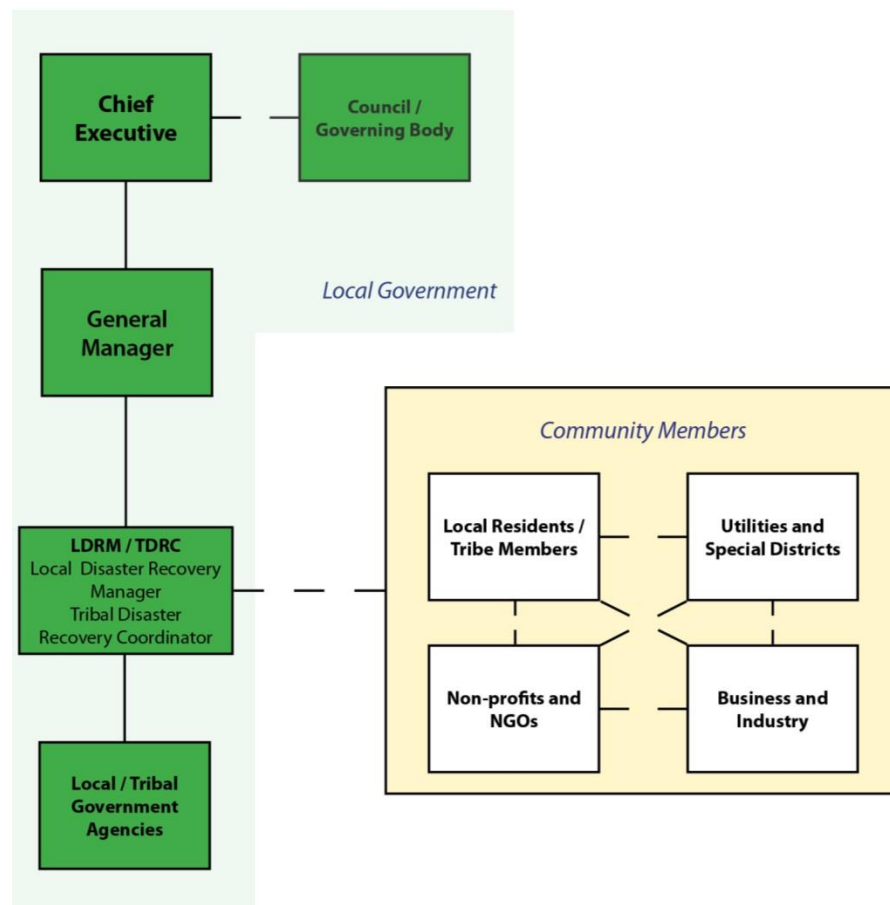 Chief
Executive
Council /
Governing Body
General
Manager
Local Government
LDRM / TDRC
Local Disaster Recovery
Manager
Tribal Disaster
Recovery Coordinator
Local / Tribal
Government
Agencies
Community Members
Local Residents /
Tribe Members
Utilities and
Special Districts
Non-profits and
NGOs
Business and
Industry